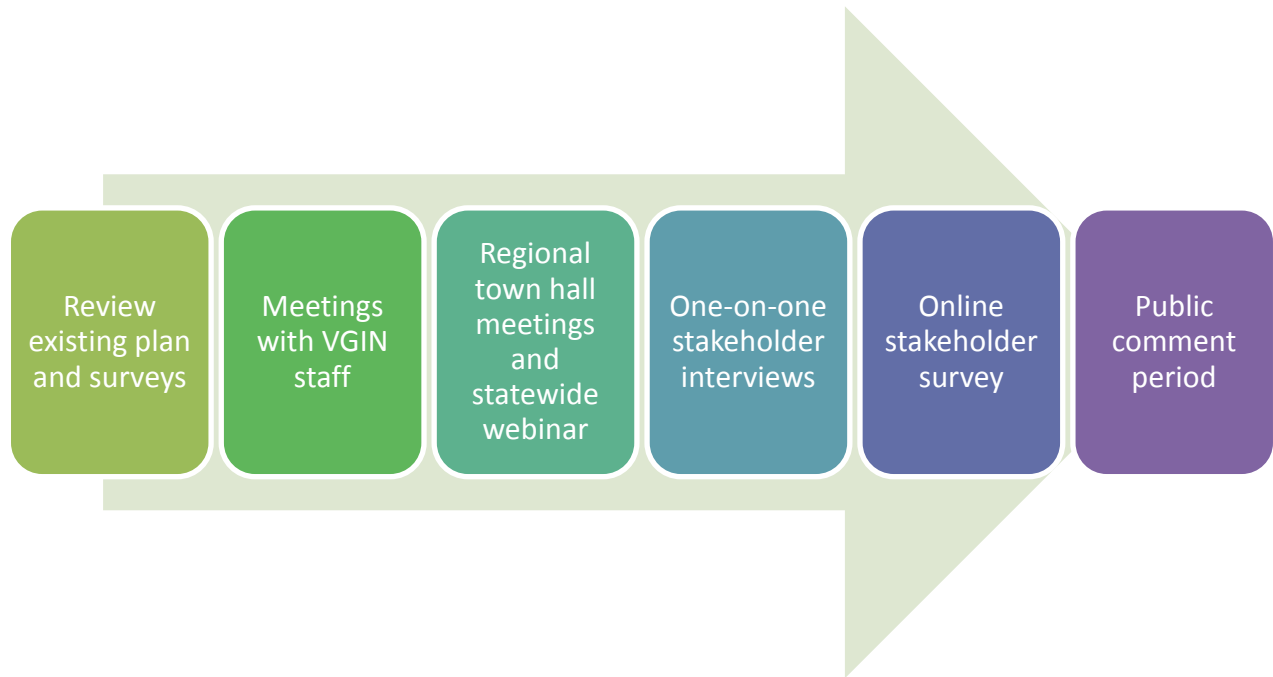 Review
existing plan
and surveys
Meetings
with VGIN
staff
Regional
town hall
meetings
and
statewide
webinar
One-on-one
stakeholder
interviews
Online
stakeholder
survey
Public
comment
period